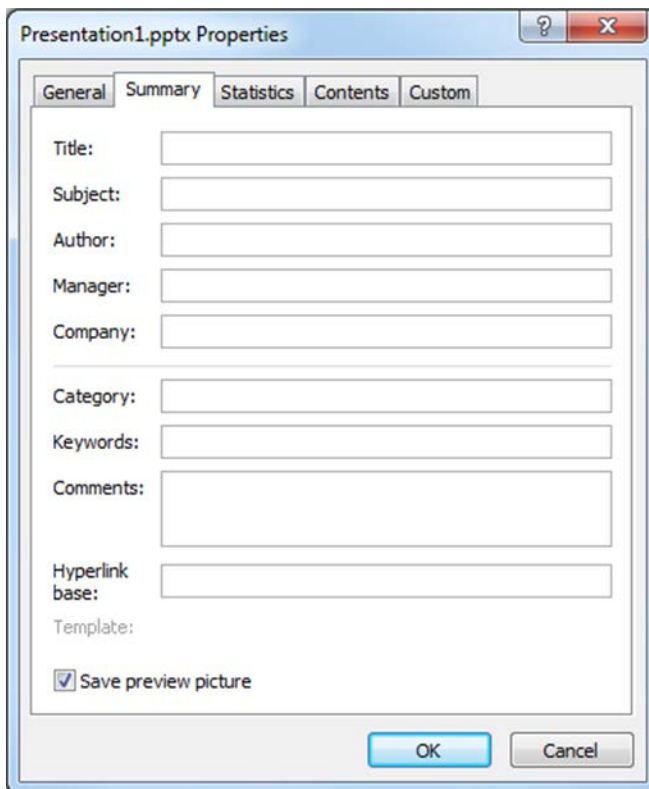 Presentation1.pptx Properties
?
X
General Summary Statistics Contents Custom
Title:
Subject:
Author:
Manager:
Company:
Category:
Keywords:
Comments:
Hyperlink
base:
Template:
Save preview picture
OK Cancel